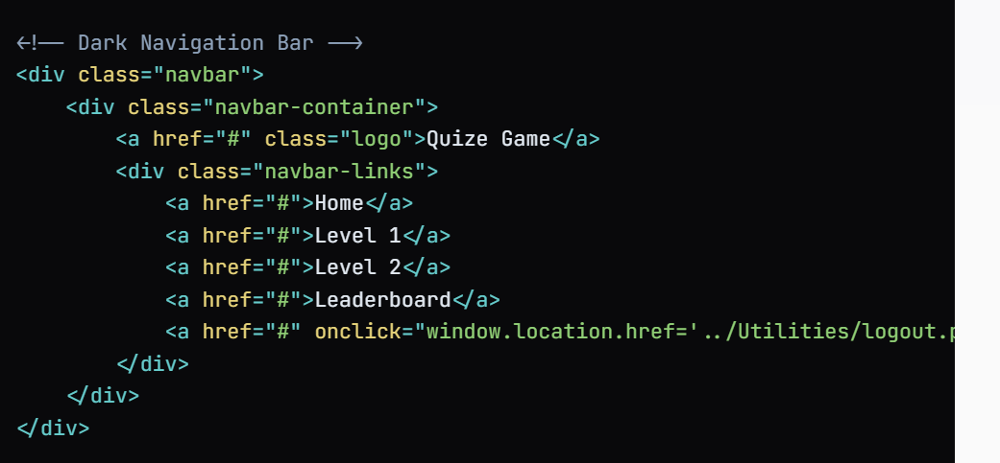 <!-- Dark Navigation Bar -->
<div class="navbar">
    <div class="navbar-container">
        <a href="#" class="logo">Quize Game</a>
        <div class="navbar-links">
            <a href="#">Home</a>
            <a href="#">Level 1</a>
            <a href="#">Level 2</a>
            <a href="#">Leaderboard</a>
            <a href="#" onclick="window.location.href='../Utilities/logout.p
        </div>
    </div>
</div>